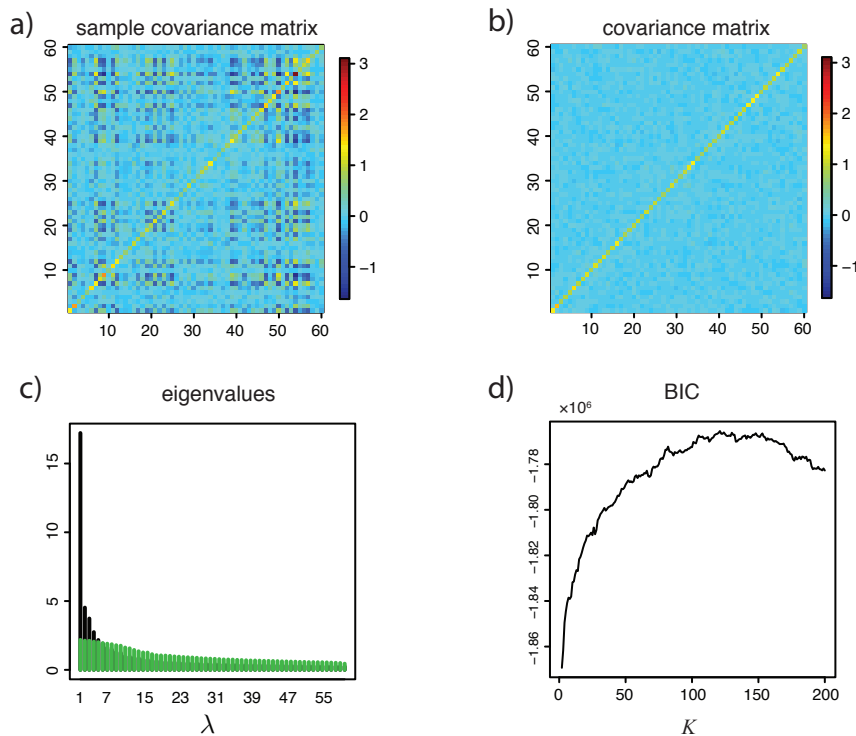 a)
sample covariance matrix
60
50
40
30
20
10
10 20 30 40 50 60
3
2
1
0
−1
b)
covariance matrix
60
50
40
30
20
10
10 20 30 40 50 60
3
2
1
0
−1
c)
eigenvalues
15
10
5
0
1 7 15 23 31 39 47 55
λ
d)
BIC
×10⁶
−1.78
−1.80
−1.82
−1.84
−1.86
0 50 100 150 200
K